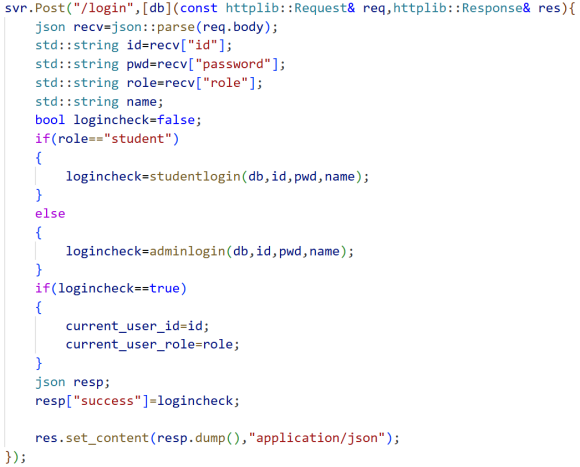 svr.Post("/login",[db](const httplib::Request& req,httplib::Response& res){
    json recv=json::parse(req.body);
    std::string id=recv["id"];
    std::string pwd=recv["password"];
    std::string role=recv["role"];
    std::string name;
    bool logincheck=false;
    if(role=="student")
    {
        logincheck=studentlogin(db,id,pwd,name);
    }
    else
    {
        logincheck=adminlogin(db,id,pwd,name);
    }
    if(logincheck==true)
    {
        current_user_id=id;
        current_user_role=role;
    }
    json resp;
    resp["success"]=logincheck;

    res.set_content(resp.dump(),"application/json");
});